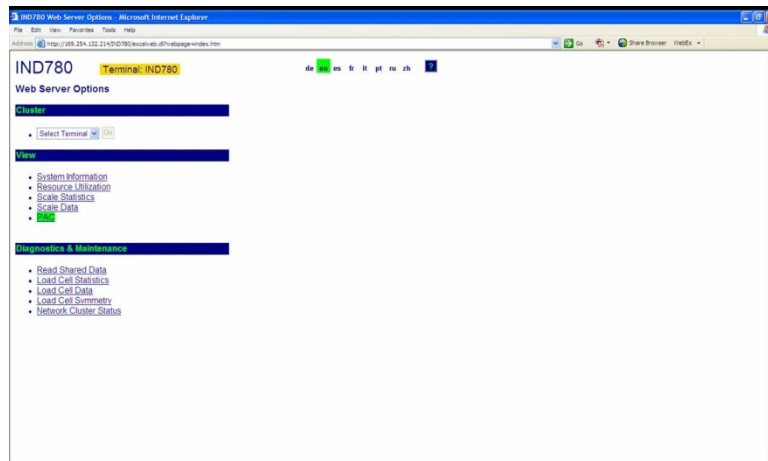 IND780 Web Server Options - Microsoft Internet Explorer
File Edit View Favorites Tools Help
Address http://169.254.132.214/IND780/excalweb.dll?webpage=index.htm Go Share Browser WebEx
IND780 Terminal: IND780 de en es fr it pt ru zh ?
Web Server Options
Cluster
• Select Terminal Go
View
• System Information
• Resource Utilization
• Scale Statistics
• Scale Data
• PAC
Diagnostics & Maintenance
• Read Shared Data
• Load Cell Statistics
• Load Cell Data
• Load Cell Symmetry
• Network Cluster Status